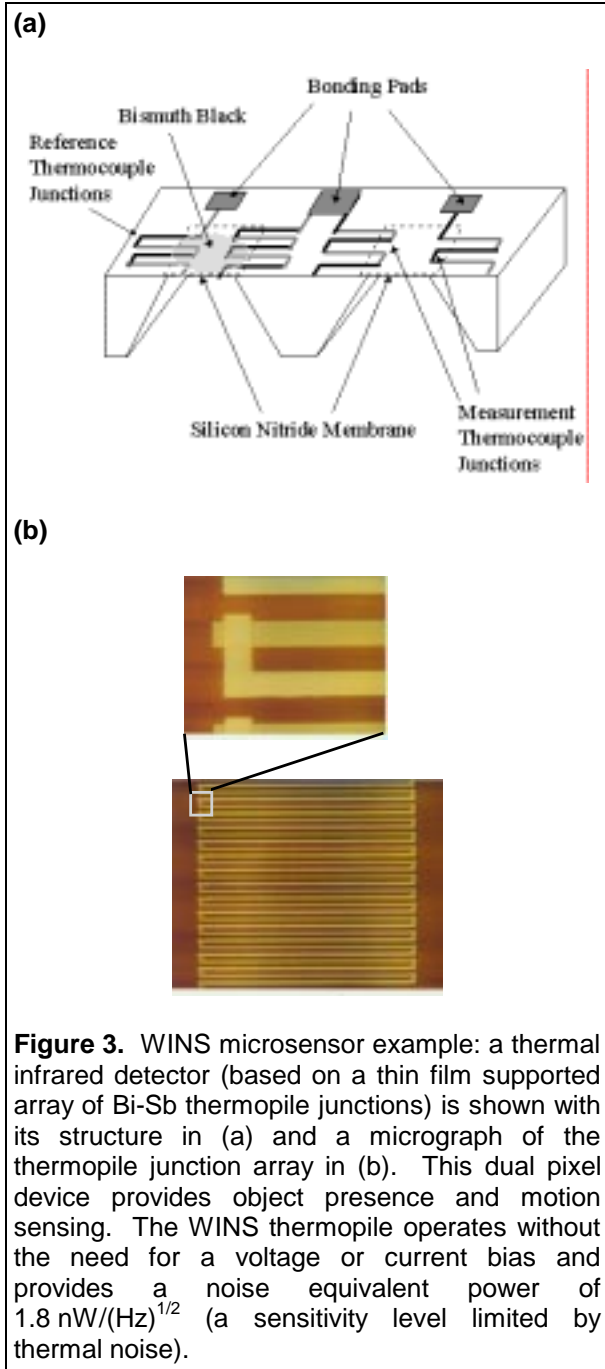 (a)
Bonding Pads
Bismuth Black
Reference
Thermocouple
Junctions
Silicon Nitride Membrane
Measurement
Thermocouple
Junctions
(b)
Figure 3. WINS microsensor example: a thermal
infrared detector (based on a thin film supported
array of Bi-Sb thermopile junctions) is shown with
its structure in (a) and a micrograph of the
thermopile junction array in (b). This dual pixel
device provides object presence and motion
sensing. The WINS thermopile operates without
the need for a voltage or current bias and
provides a noise equivalent power of
1.8 nW/(Hz)^1/2 (a sensitivity level limited by
thermal noise).